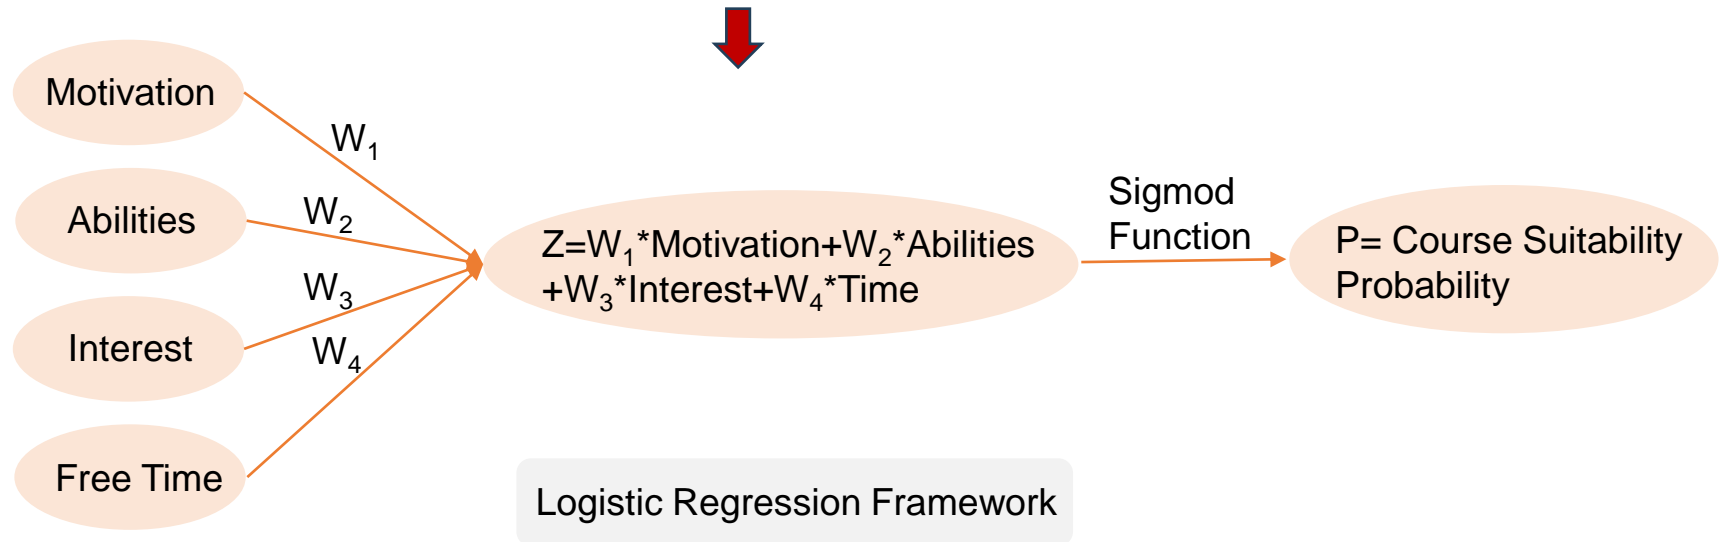 Motivation
Abilities
Interest
Free Time
W₁
W₂
W₃
W₄
Z=W₁*Motivation+W₂*Abilities
+W₃*Interest+W₄*Time
Sigmod
Function
P= Course Suitability
Probability
Logistic Regression Framework